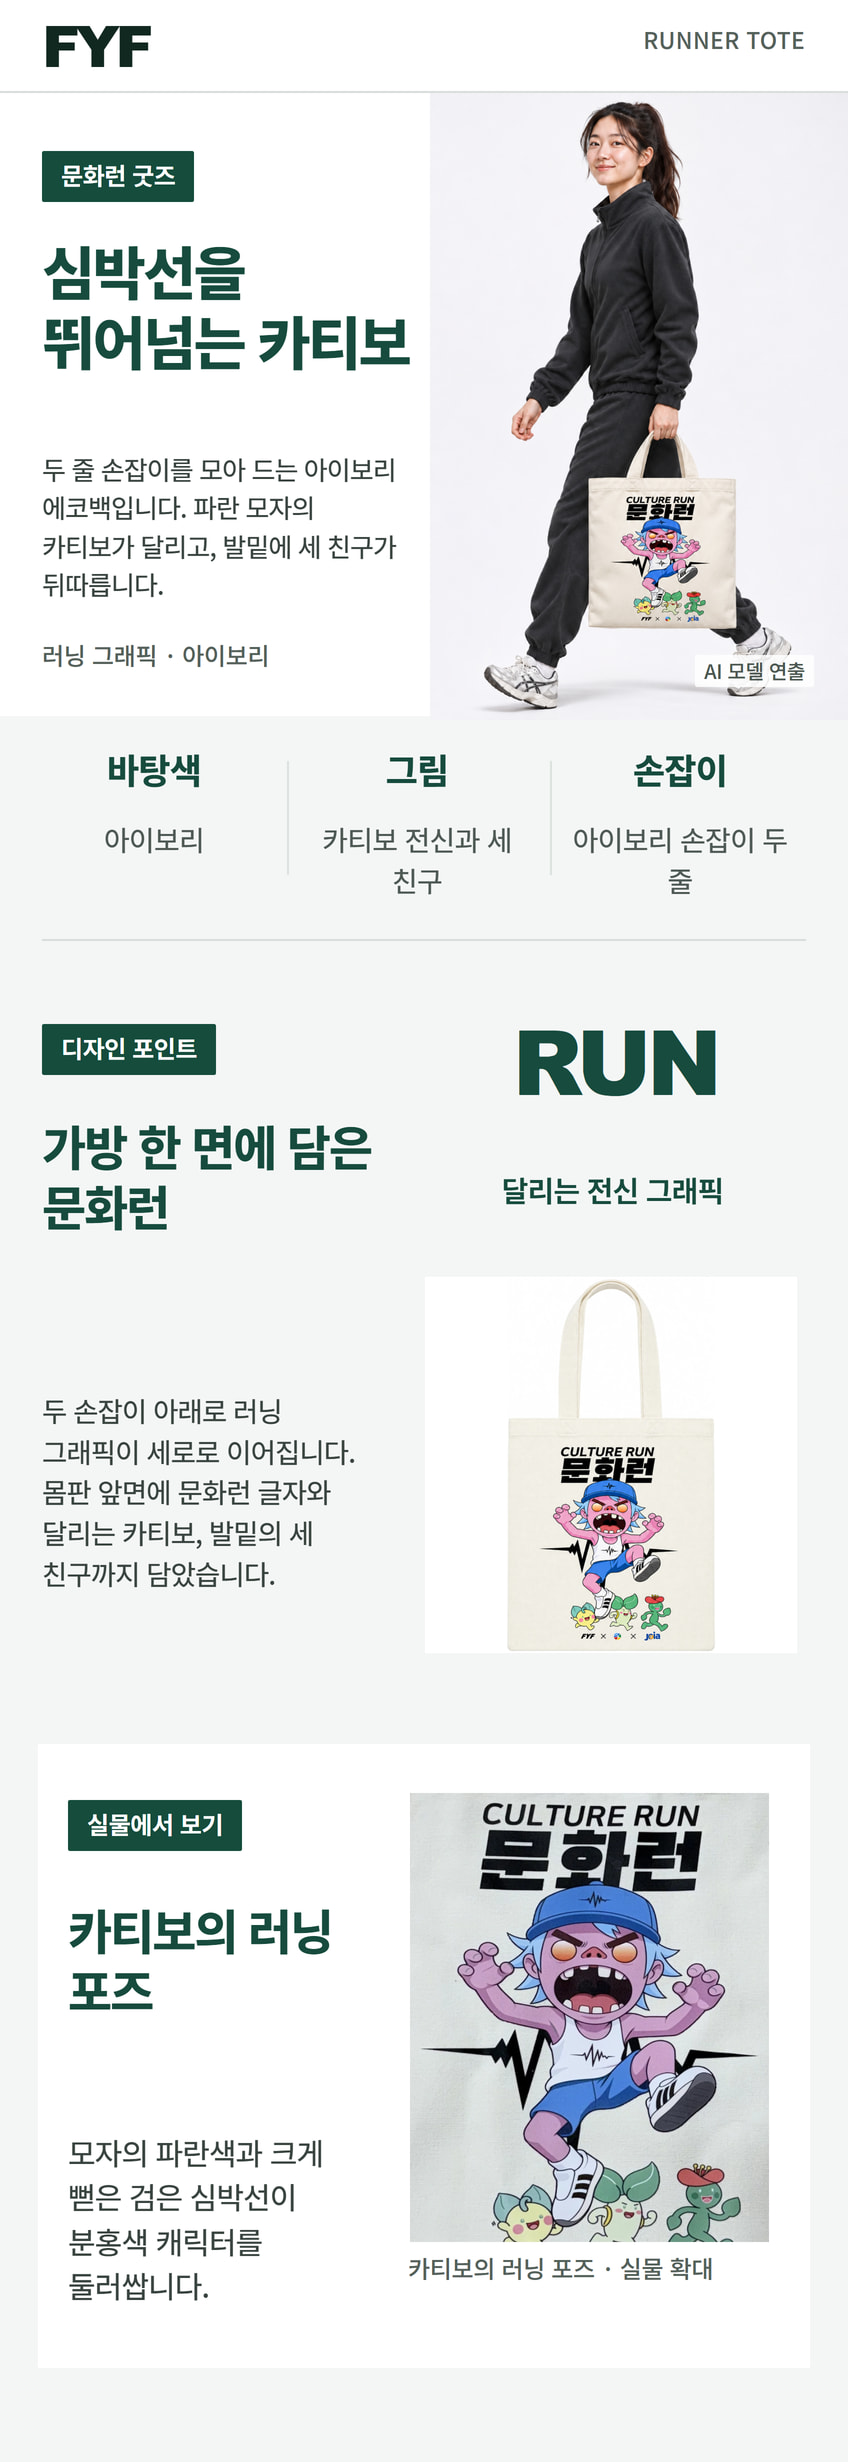 FYF
RUNNER TOTE
문화런 굿즈
심박선을
뛰어넘는 카티보
두 줄 손잡이를 모아 드는 아이보리
에코백입니다. 파란 모자의
카티보가 달리고, 발밑에 세 친구가
뒤따릅니다.
러닝 그래픽 · 아이보리
CULTURE RUN
문화런
FYF × ×  joia
AI 모델 연출
바탕색
그림
손잡이
아이보리
카티보 전신과 세
친구
아이보리 손잡이 두
줄
디자인 포인트
가방 한 면에 담은
문화런
RUN
달리는 전신 그래픽
두 손잡이 아래로 러닝
그래픽이 세로로 이어집니다.
몸판 앞면에 문화런 글자와
달리는 카티보, 발밑의 세
친구까지 담았습니다.
CULTURE RUN
문화런
FYF × × joia
실물에서 보기
카티보의 러닝
포즈
모자의 파란색과 크게
뻗은 검은 심박선이
분홍색 캐릭터를
둘러쌉니다.
CULTURE RUN
문화런
카티보의 러닝 포즈 · 실물 확대